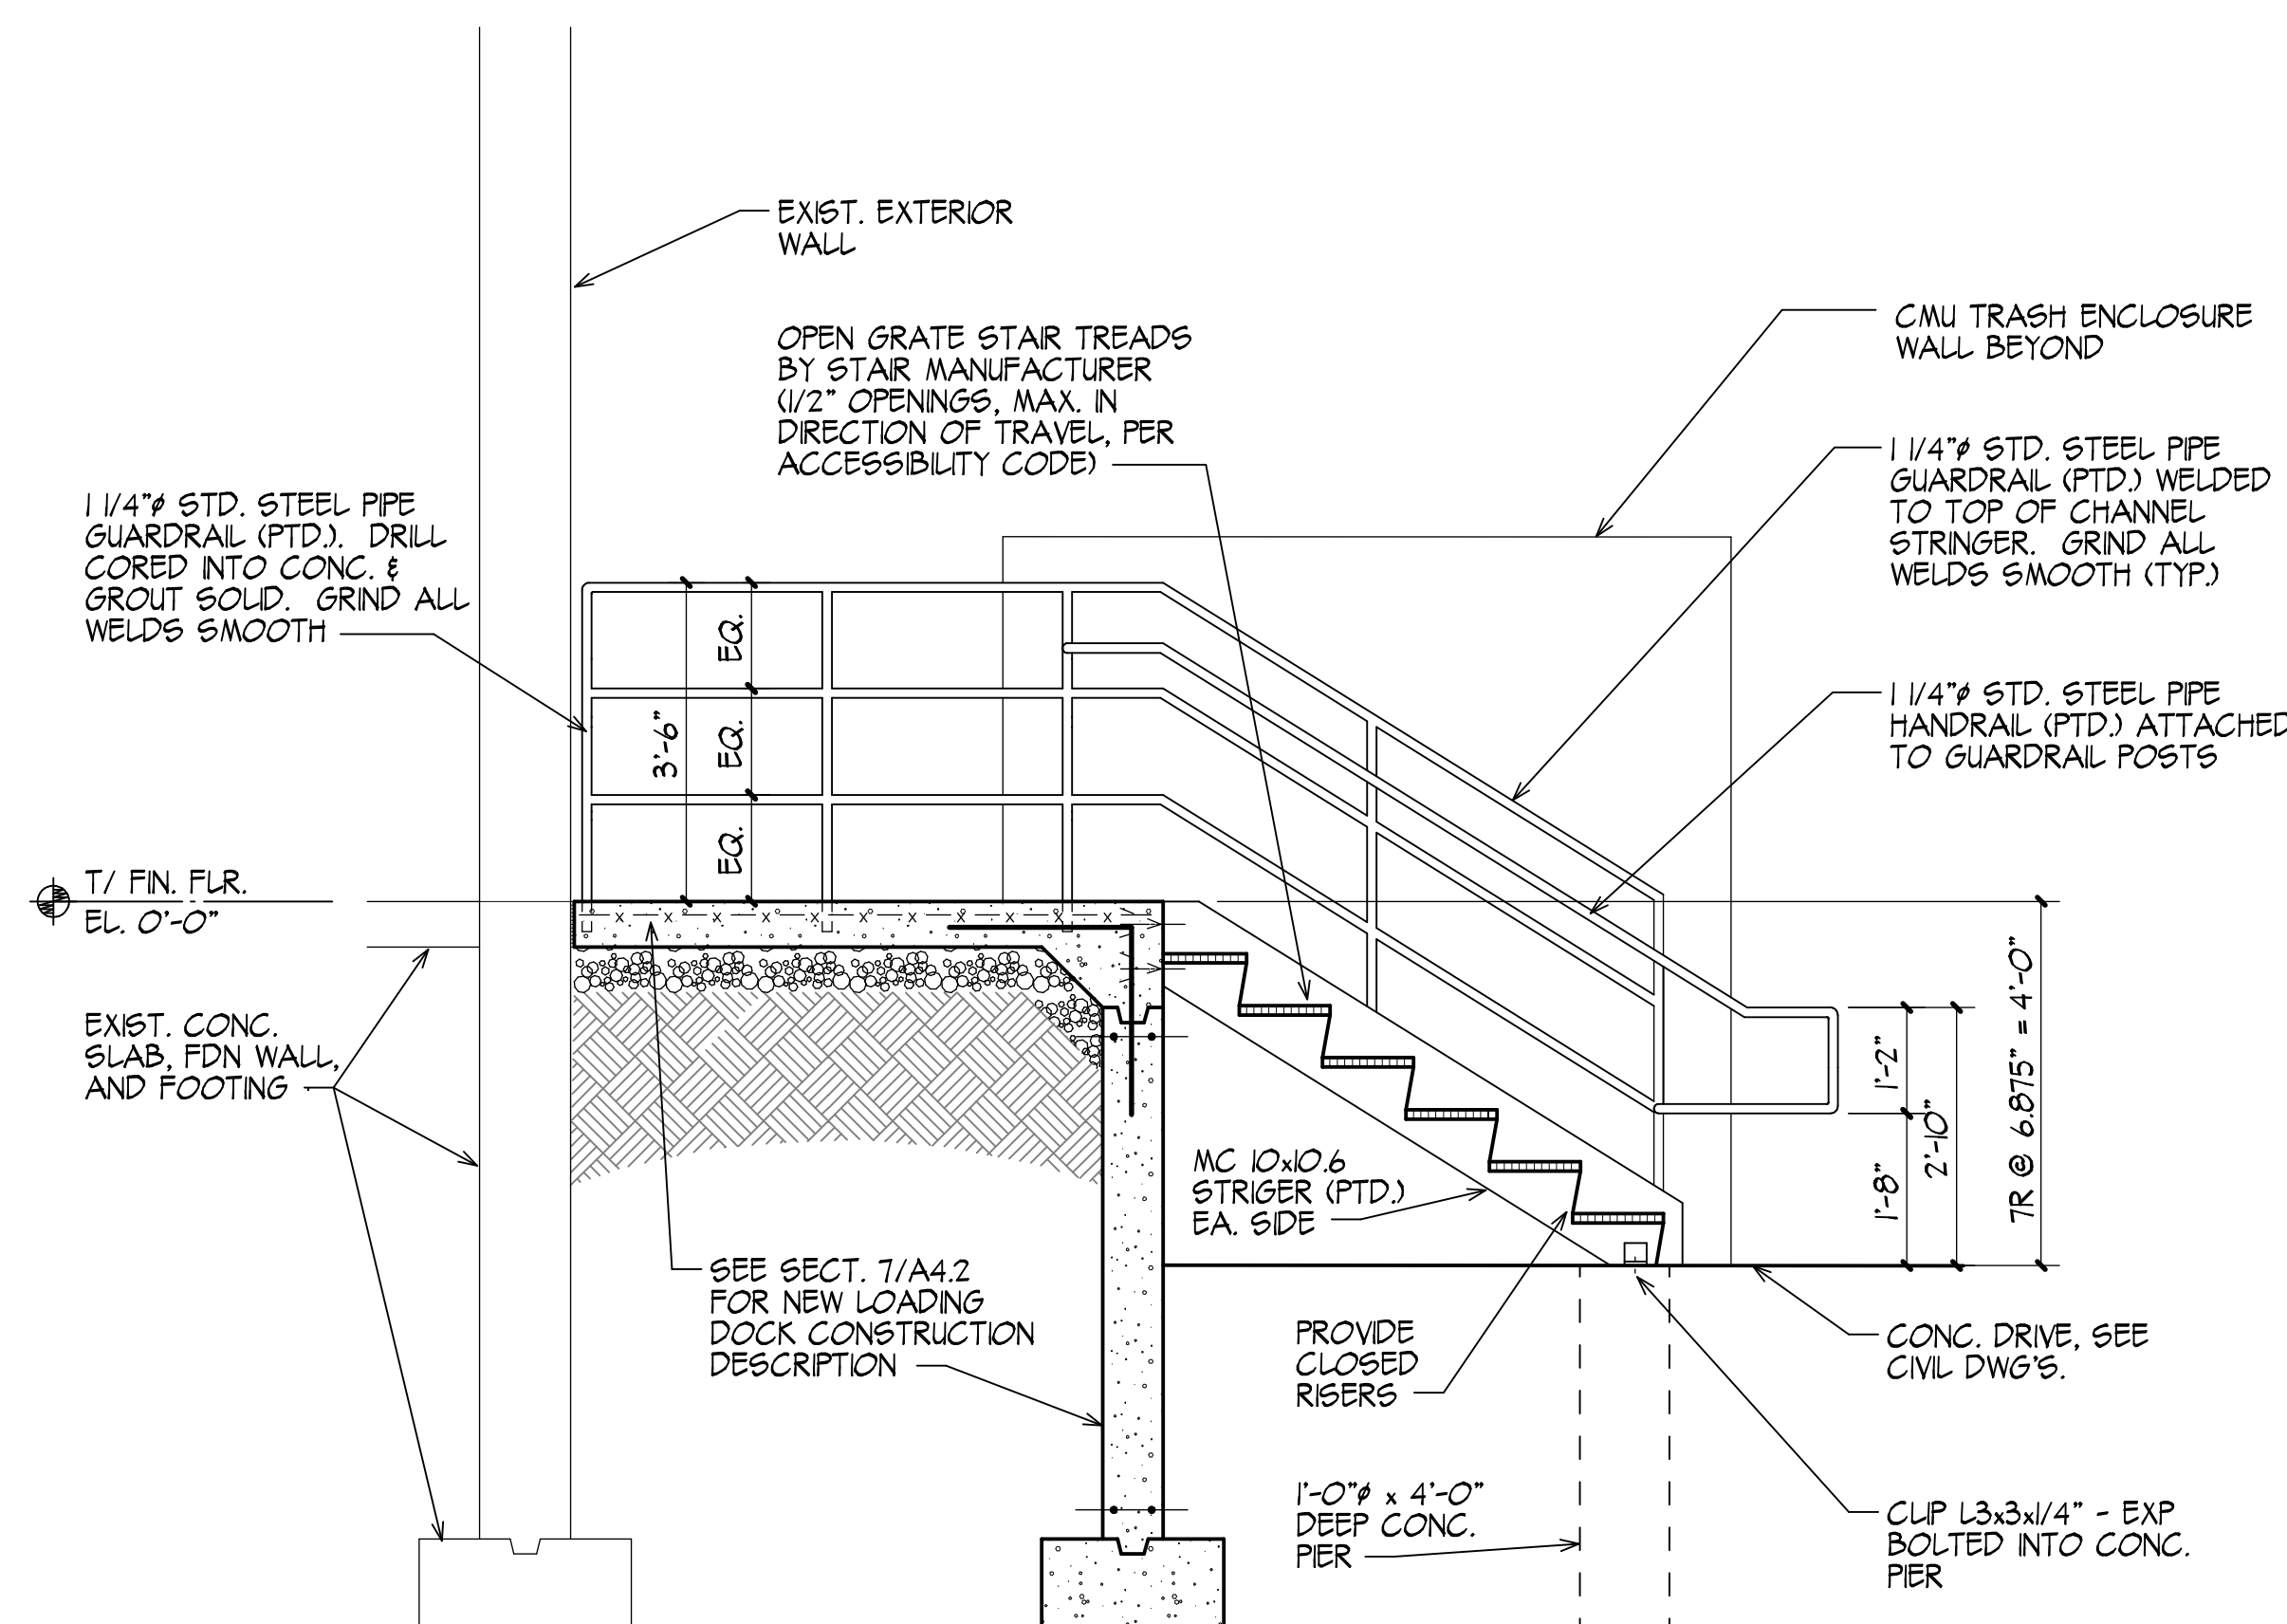 EXIST. EXTERIOR
WALL
OPEN GRATE STAIR TREADS
BY STAIR MANUFACTURER
(1/2" OPENINGS, MAX. IN
DIRECTION OF TRAVEL, PER
ACCESSIBILITY CODE)
CMU TRASH ENCLOSURE
WALL BEYOND
1 1/4"ø STD. STEEL PIPE
GUARDRAIL (PTD.) WELDED
TO TOP OF CHANNEL
STRINGER. GRIND ALL
WELDS SMOOTH (TYP.)
1 1/4"ø STD. STEEL PIPE
GUARDRAIL (PTD.). DRILL
CORED INTO CONC. &
GROUT SOLID. GRIND ALL
WELDS SMOOTH
1 1/4"ø STD. STEEL PIPE
HANDRAIL (PTD.) ATTACHED
TO GUARDRAIL POSTS
3'-6"
EQ.
EQ.
EQ.
T/ FIN. FLR.
EL. 0'-0"
EXIST. CONC.
SLAB, FDN WALL,
AND FOOTING
1'-2"
1'-8"
2'-10"
7R @ 6.875" = 4'-0"
MC 10x10.6
STRIGER (PTD.)
EA. SIDE
SEE SECT. 7/A4.2
FOR NEW LOADING
DOCK CONSTRUCTION
DESCRIPTION
PROVIDE
CLOSED
RISERS
CONC. DRIVE, SEE
CIVIL DWG'S.
1'-0"ø x 4'-0"
DEEP CONC.
PIER
CLIP L3x3x1/4" - EXP
BOLTED INTO CONC.
PIER